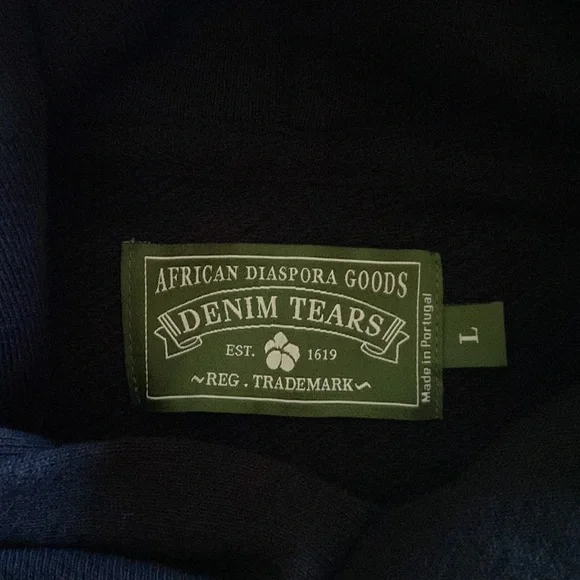 AFRICAN DIASPORA GOODS
DENIM TEARS
EST. 1619
~REG. TRADEMARK~
Made in Portugal
L